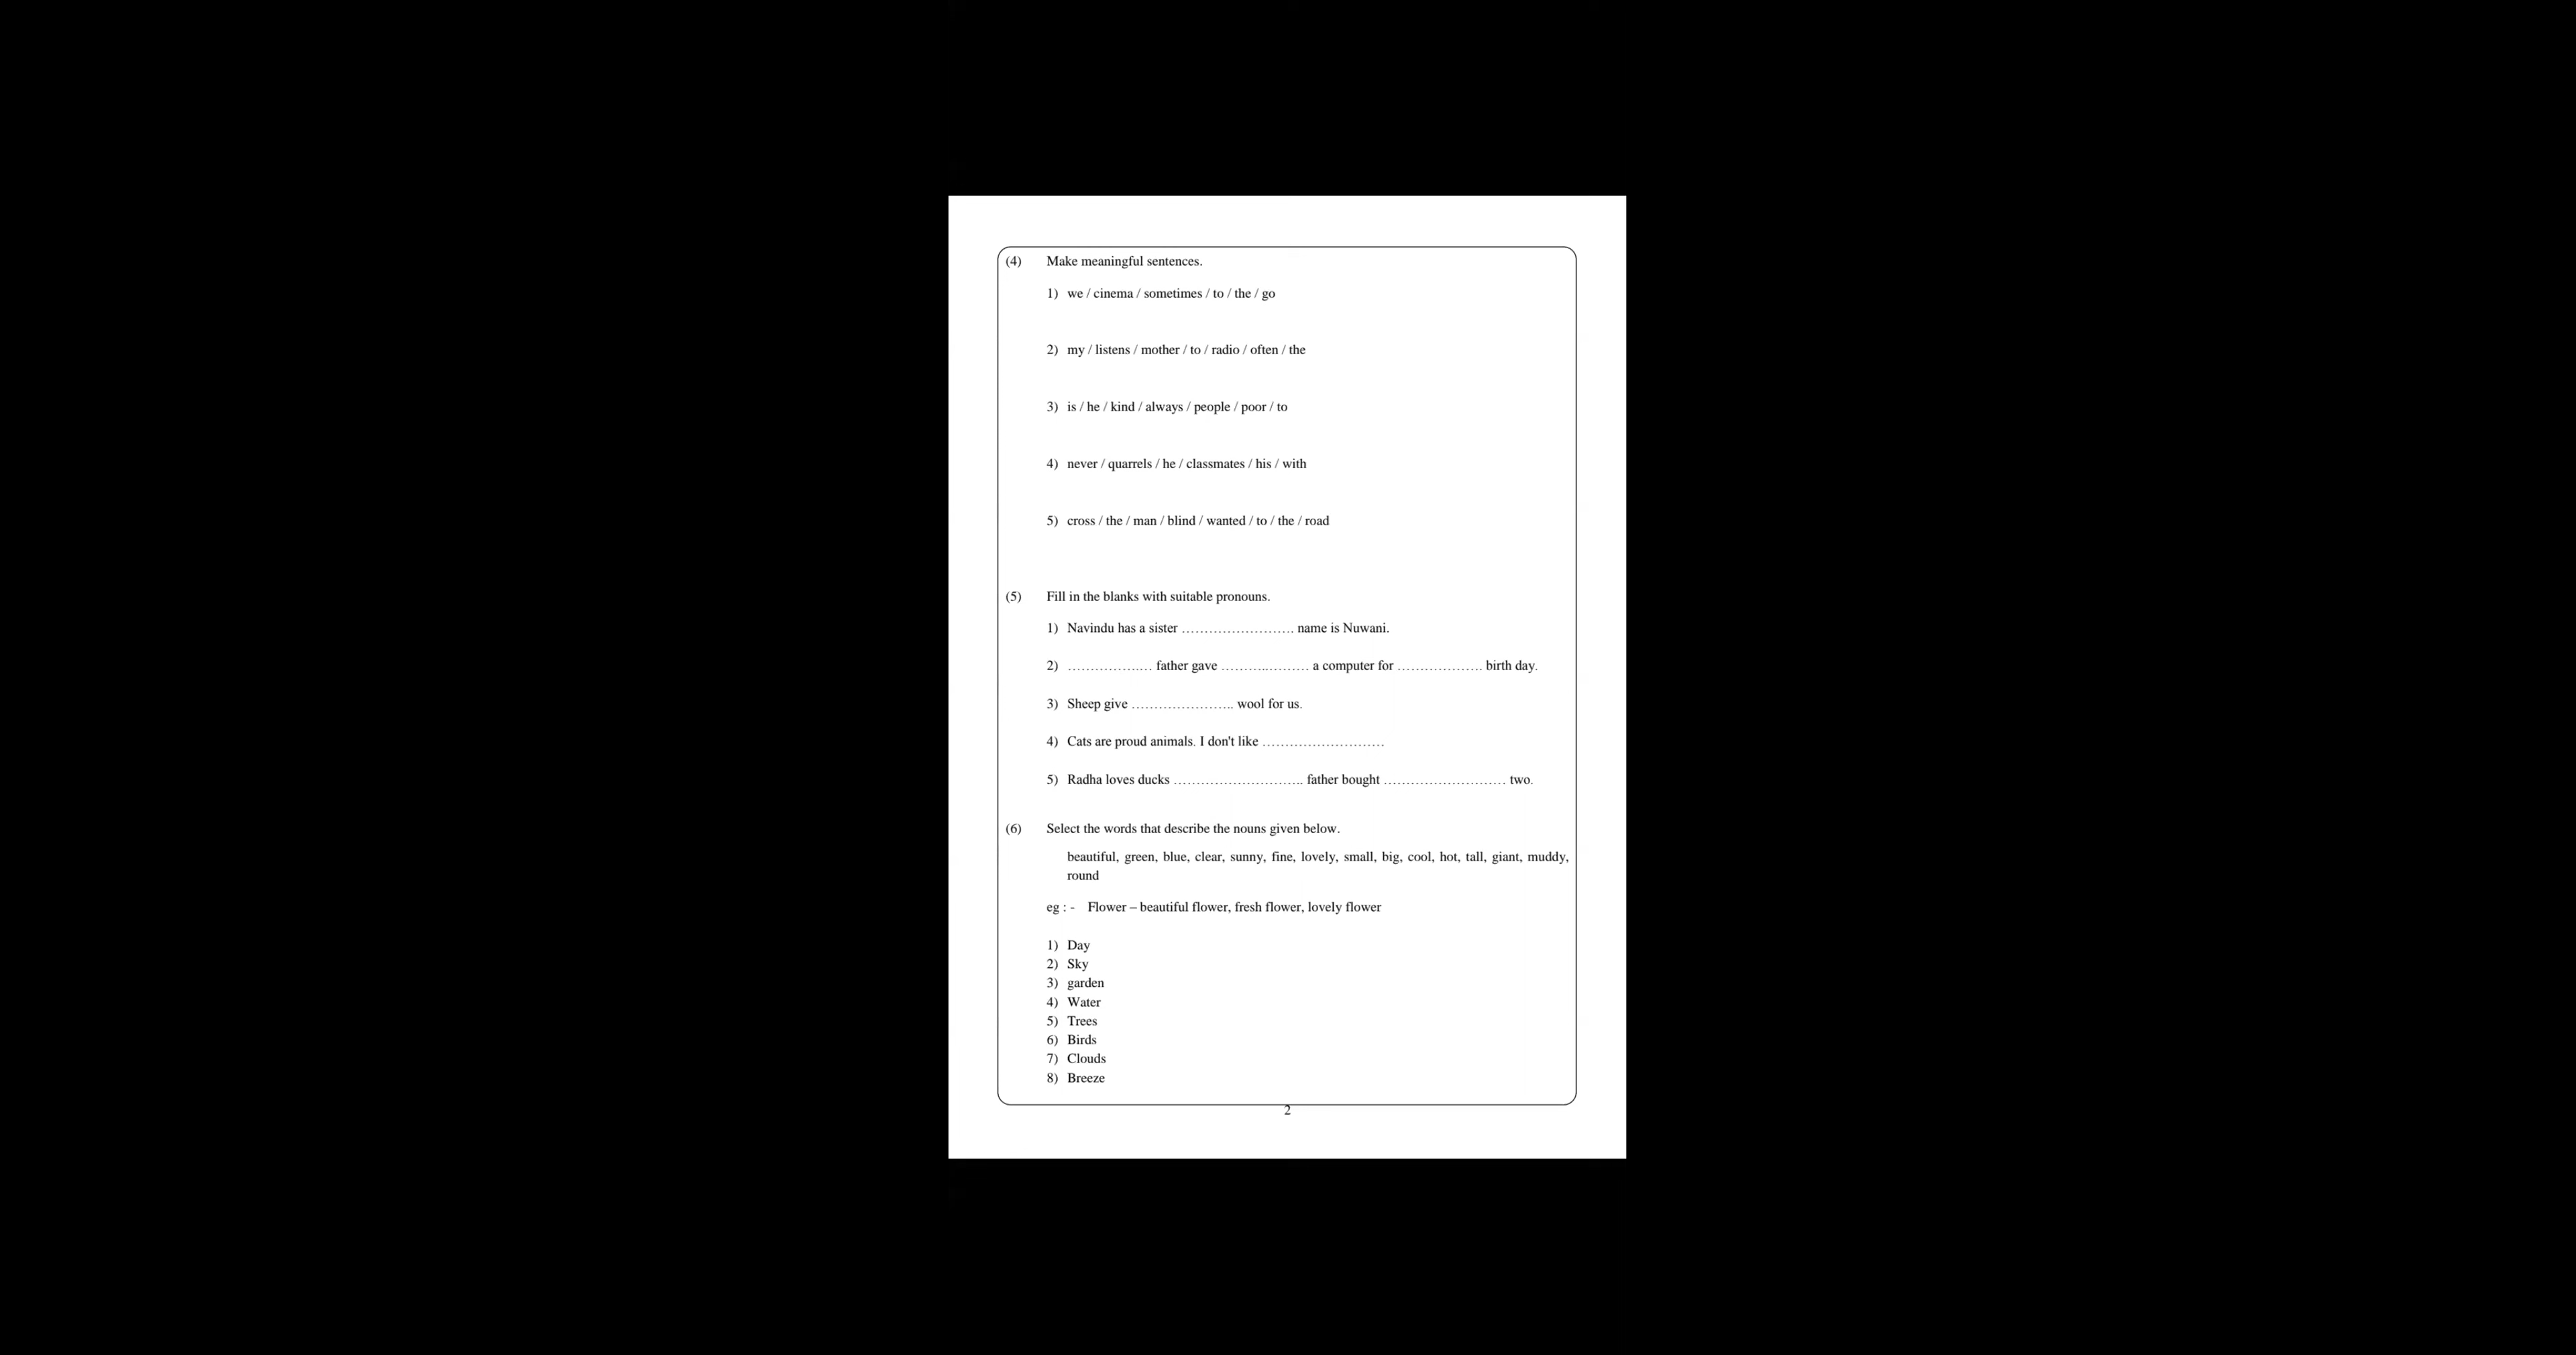 (4) Make meaningful sentences.
1) we / cinema / sometimes / to / the / go
2) my / listens / mother / to / radio / often / the
3) is / he / kind / always / people / poor / to
4) never / quarrels / he / classmates / his / with
5) cross / the / man / blind / wanted / to / the / road
(5) Fill in the blanks with suitable pronouns.
1) Navindu has a sister ……………………. name is Nuwani.
2) …………….… father gave ………..……… a computer for ………………. birth day.
3) Sheep give ………………….. wool for us.
4) Cats are proud animals. I don't like ………………………
5) Radha loves ducks ……………………….. father bought ……………………… two.
(6) Select the words that describe the nouns given below.
beautiful, green, blue, clear, sunny, fine, lovely, small, big, cool, hot, tall, giant, muddy,
round
eg : - Flower – beautiful flower, fresh flower, lovely flower
1) Day
2) Sky
3) garden
4) Water
5) Trees
6) Birds
7) Clouds
8) Breeze
2